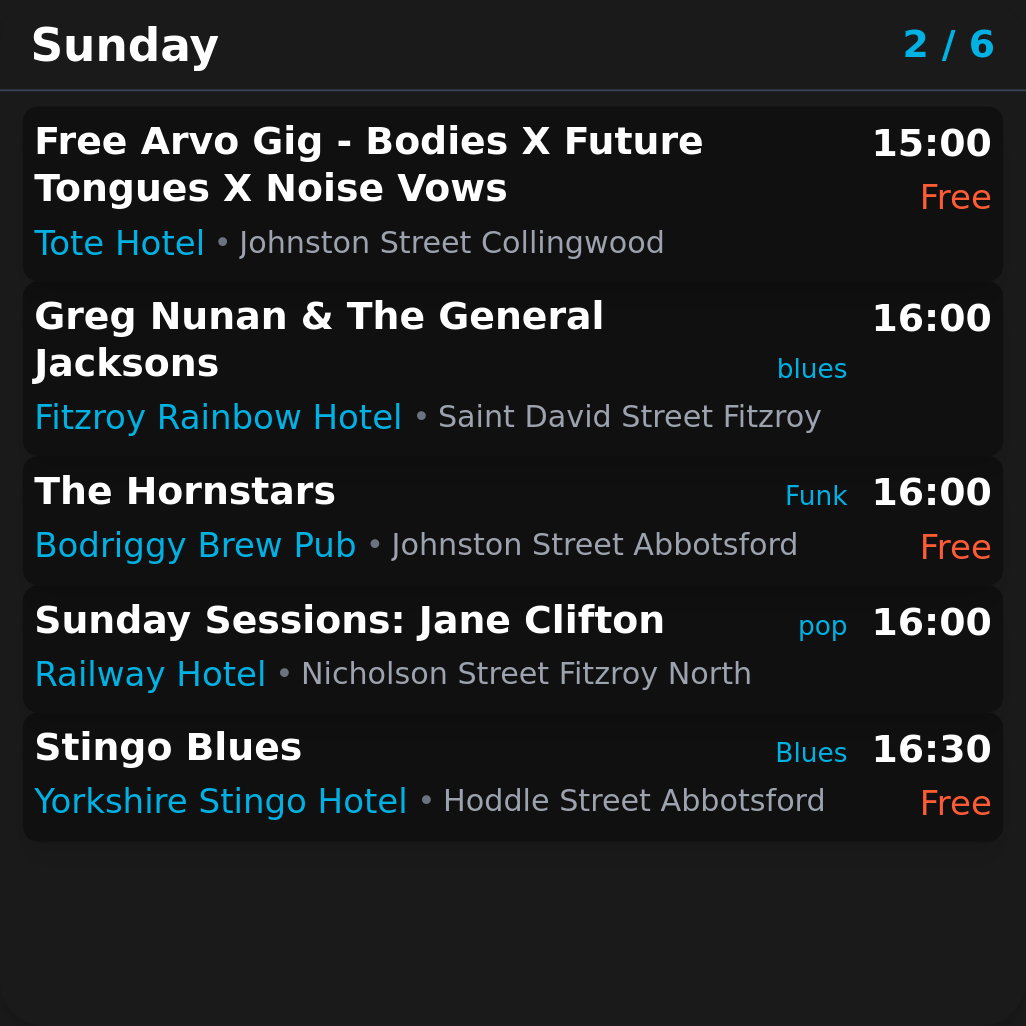 Sunday 2 / 6
Free Arvo Gig - Bodies X Future 15:00
Tongues X Noise Vows Free
Tote Hotel • Johnston Street Collingwood
Greg Nunan & The General 16:00
Jacksons blues
Fitzroy Rainbow Hotel • Saint David Street Fitzroy
The Hornstars Funk 16:00
Bodriggy Brew Pub • Johnston Street Abbotsford Free
Sunday Sessions: Jane Clifton pop 16:00
Railway Hotel • Nicholson Street Fitzroy North
Stingo Blues Blues 16:30
Yorkshire Stingo Hotel • Hoddle Street Abbotsford Free